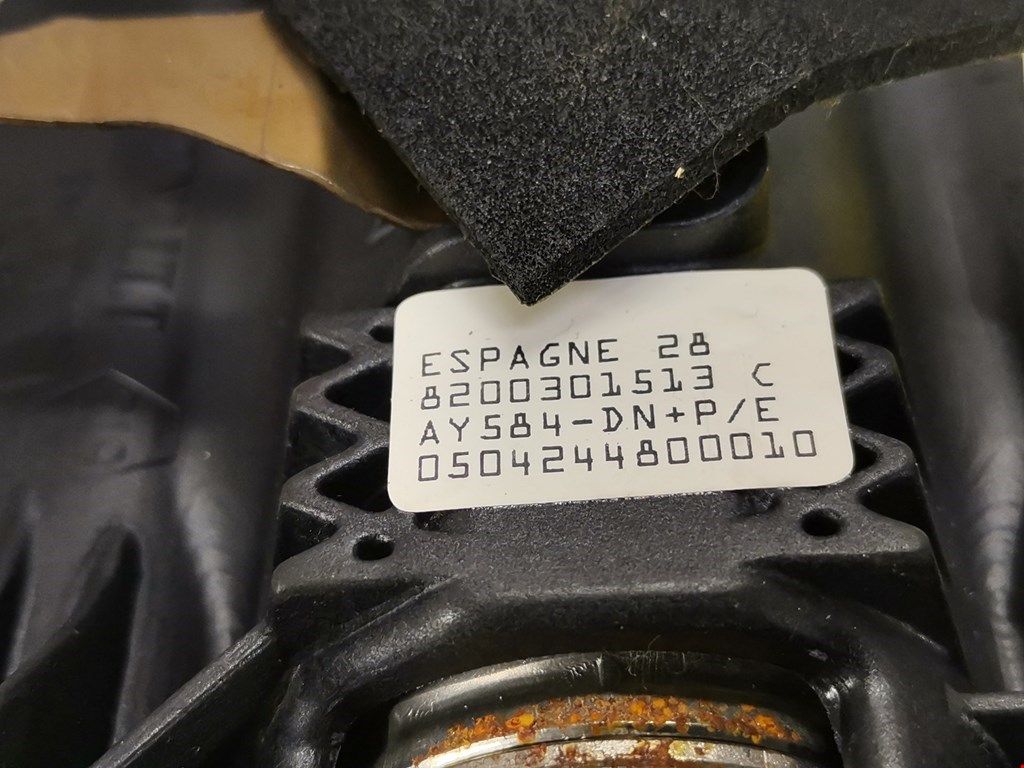 ESPAGNE 28
8200301513 C
AY584-DN+P/E
0504244800010